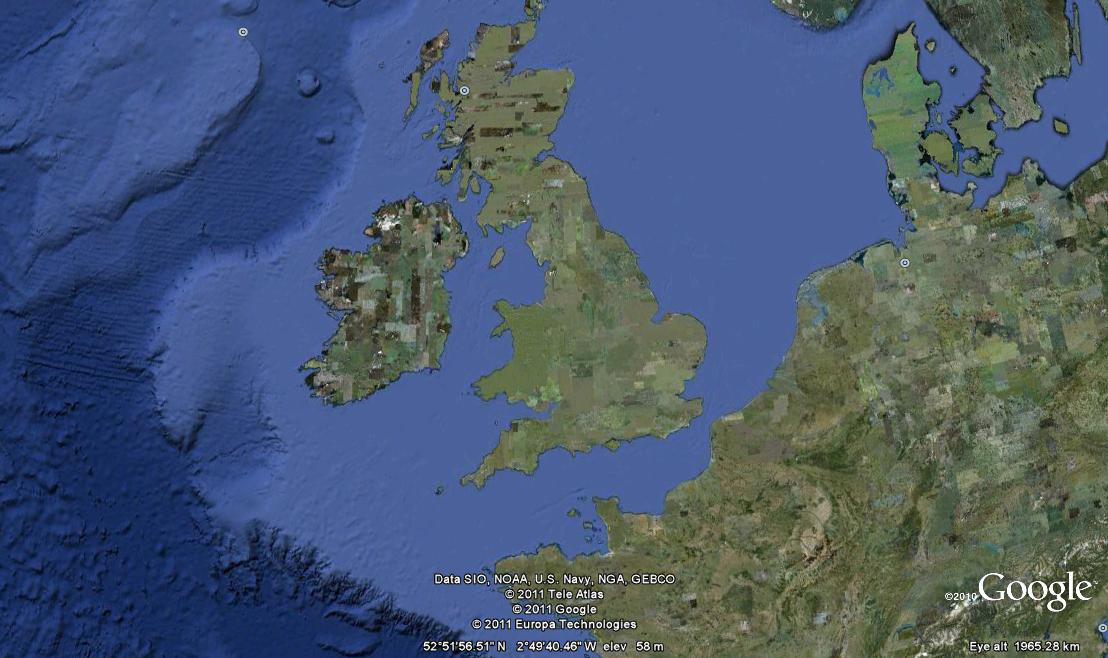 Data SIO, NOAA, U.S. Navy, NGA, GEBCO
© 2011 Tele Atlas
© 2011 Google
© 2011 Europa Technologies
©2010 Google
52°51'56.51" N 2°49'40.46" W elev 58 m
Eye alt 1965.28 km